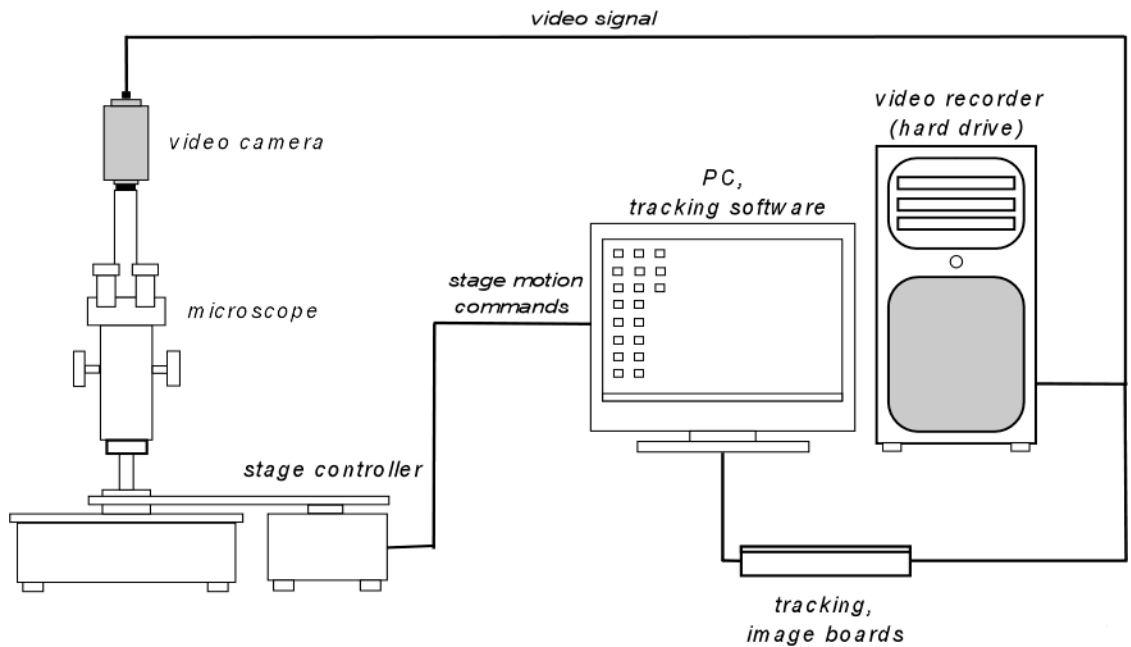 video signal
video camera
video recorder
(hard drive)
PC,
tracking software
stage motion
commands
microscope
stage controller
tracking,
image boards